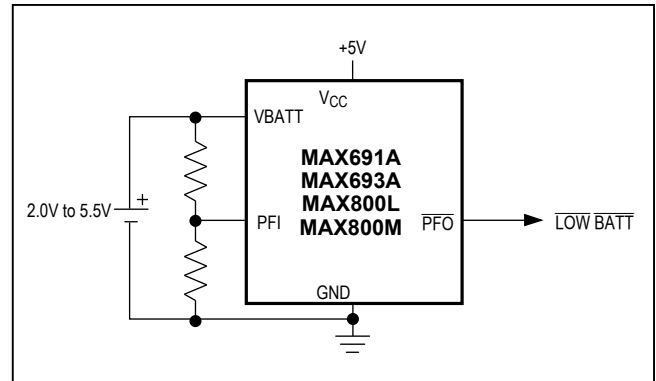 +5V
VCC
VBATT
MAX691A
MAX693A
MAX800L
MAX800M
2.0V to 5.5V
+
PFI
PFO
LOW BATT
GND